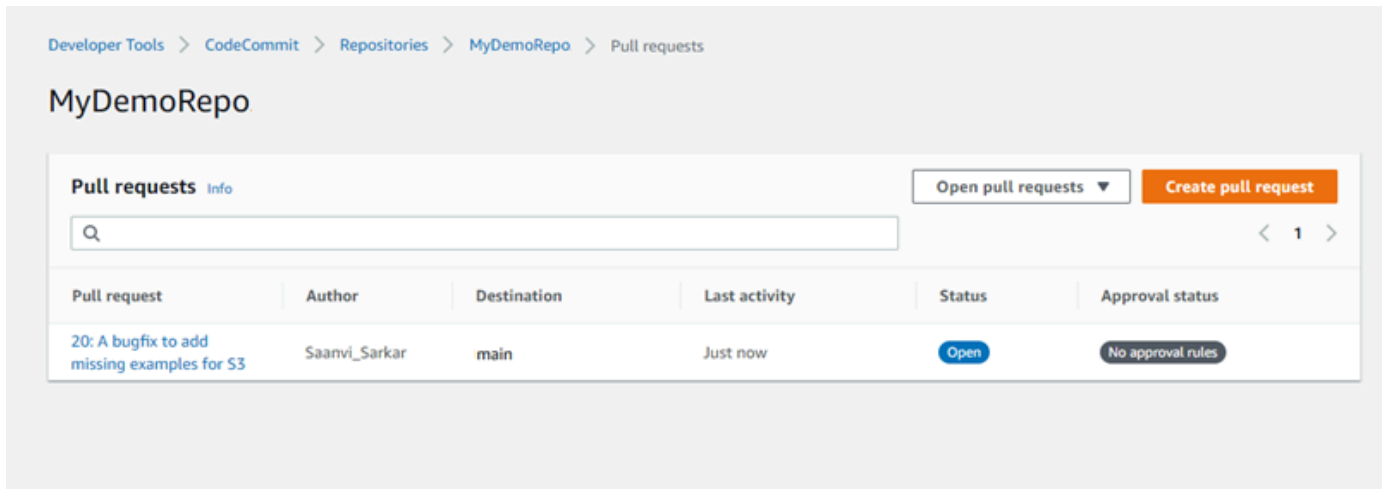 Developer Tools > CodeCommit > Repositories > MyDemoRepo > Pull requests
MyDemoRepo
Pull requests Info
Open pull requests ▼
Create pull request
< 1 >
Pull request Author Destination Last activity Status Approval status
20: A bugfix to add
missing examples for S3
Saanvi_Sarkar main Just now Open No approval rules